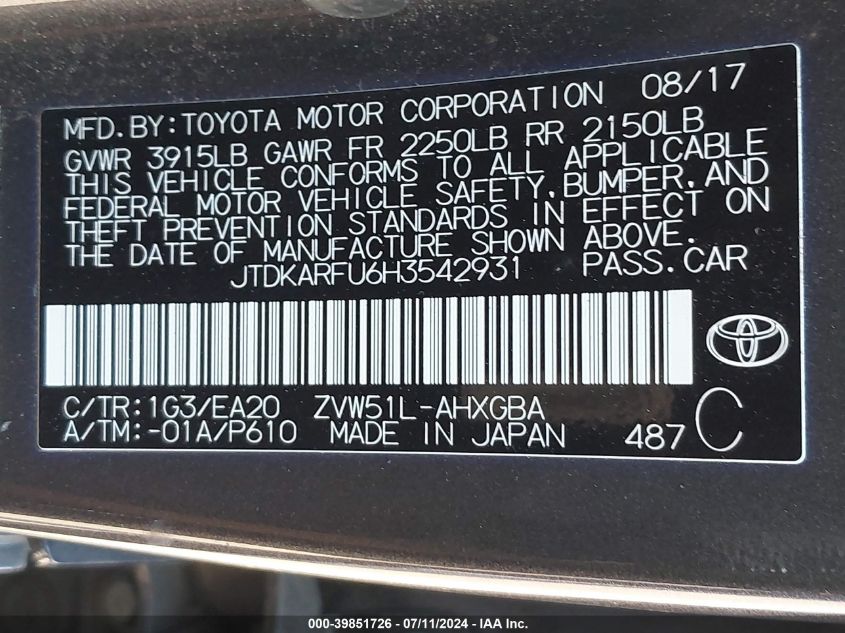 MFD.BY:TOYOTA MOTOR CORPORATION 08/17
GVWR 3915LB GAWR FR 2250LB RR 2150LB
THIS VEHICLE CONFORMS TO ALL APPLICABLE
FEDERAL MOTOR VEHICLE SAFETY,BUMPER,AND
THEFT PREVENTION STANDARDS IN EFFECT ON
THE DATE OF MANUFACTURE SHOWN ABOVE.
JTDKARFU6H3542931 PASS.CAR
C/TR:1G3/EA20 ZVW51L-AHXGBA
A/TM:-01A/P610 MADE IN JAPAN 487 C
000-39851726 - 07/11/2024 - IAA Inc.